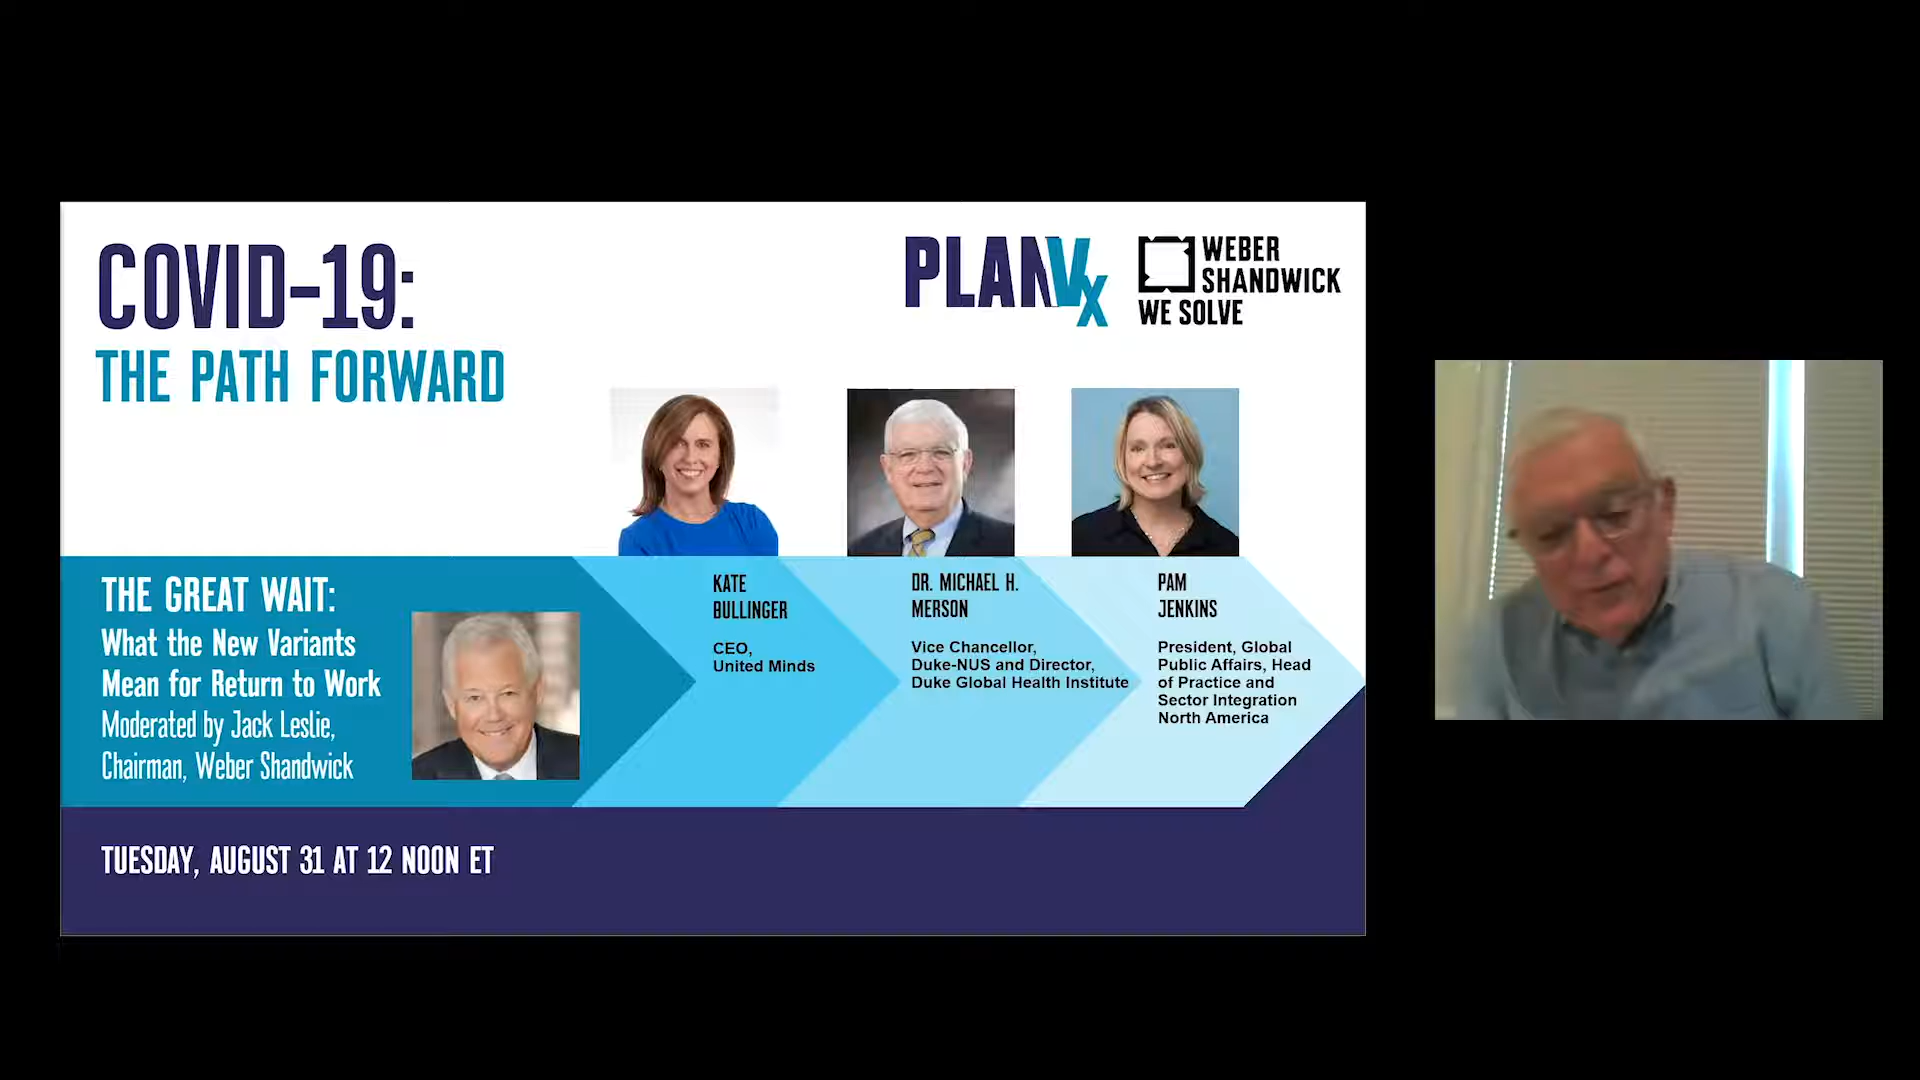 COVID-19:
THE PATH FORWARD
PLANVX
WEBER
SHANDWICK
WE SOLVE
THE GREAT WAIT:
What the New Variants
Mean for Return to Work
Moderated by Jack Leslie,
Chairman, Weber Shandwick
KATE
BULLINGER
CEO,
United Minds
DR. MICHAEL H.
MERSON
Vice Chancellor,
Duke-NUS and Director,
Duke Global Health Institute
PAM
JENKINS
President, Global
Public Affairs, Head
of Practice and
Sector Integration
North America
TUESDAY, AUGUST 31 AT 12 NOON ET